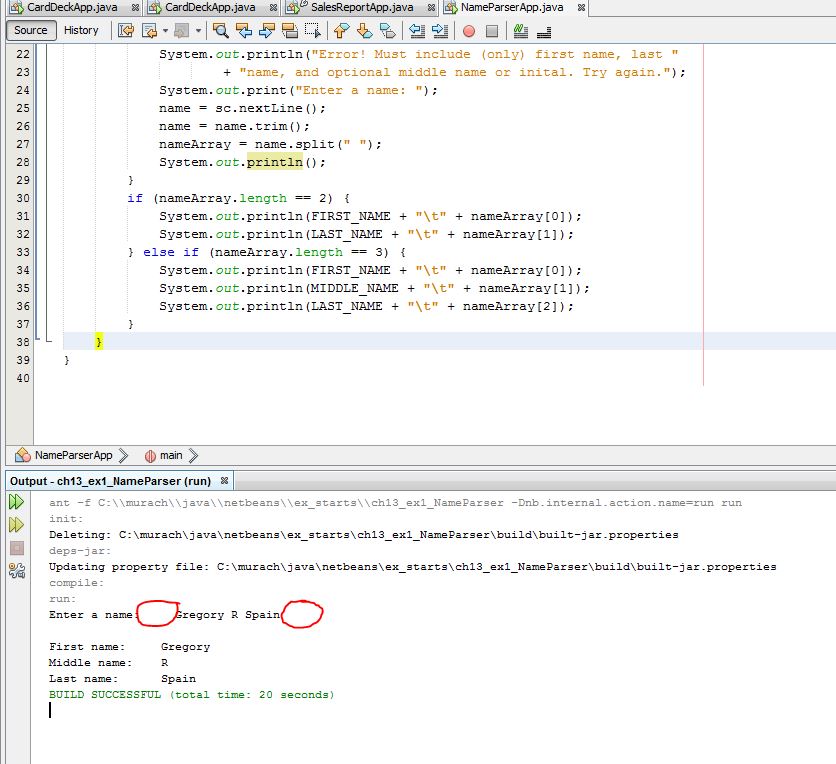 CardDeckApp.java CardDeckApp.java SalesReportApp.java NameParserApp.java
Source History
22 System.out.println("Error! Must include (only) first name, last "
23 + "name, and optional middle name or inital. Try again.");
24 System.out.print("Enter a name: ");
25 name = sc.nextLine();
26 name = name.trim();
27 nameArray = name.split(" ");
28 System.out.println();
29 }
30 if (nameArray.length == 2) {
31 System.out.println(FIRST_NAME + "\t" + nameArray[0]);
32 System.out.println(LAST_NAME + "\t" + nameArray[1]);
33 } else if (nameArray.length == 3) {
34 System.out.println(FIRST_NAME + "\t" + nameArray[0]);
35 System.out.println(MIDDLE_NAME + "\t" + nameArray[1]);
36 System.out.println(LAST_NAME + "\t" + nameArray[2]);
37 }
38 }
39 }
40
NameParserApp main
Output - ch13_ex1_NameParser (run)
ant -f C:\\murach\\java\\netbeans\\ex_starts\\ch13_ex1_NameParser -Dnb.internal.action.name=run run
init:
Deleting: C:\murach\java\netbeans\ex_starts\ch13_ex1_NameParser\build\built-jar.properties
deps-jar:
Updating property file: C:\murach\java\netbeans\ex_starts\ch13_ex1_NameParser\build\built-jar.properties
compile:
run:
Enter a name: Gregory R Spain
First name: Gregory
Middle name: R
Last name: Spain
BUILD SUCCESSFUL (total time: 20 seconds)